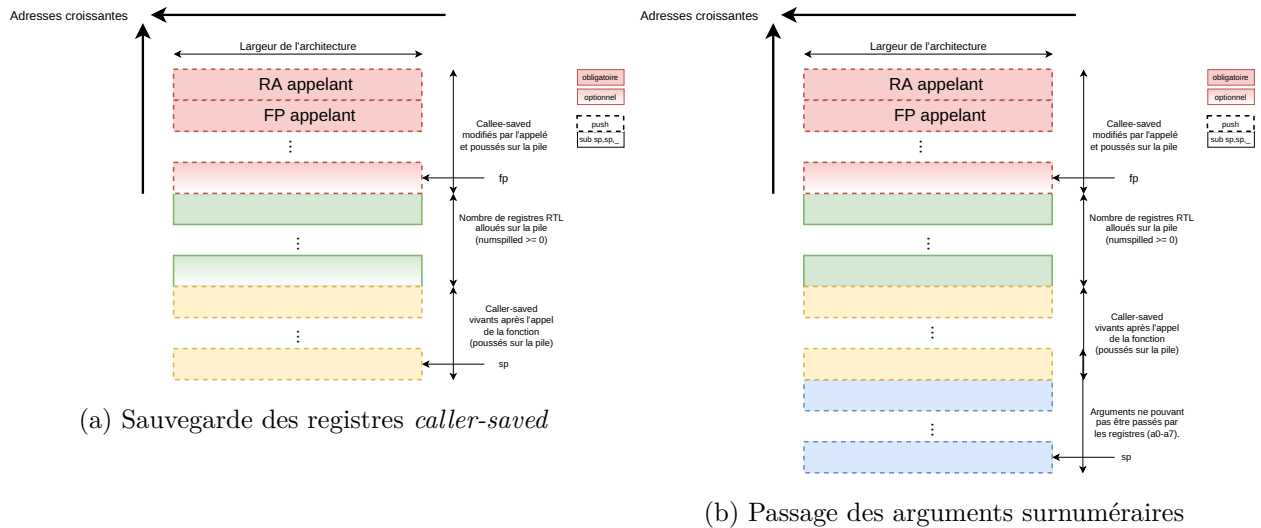 Adresses croissantes
Largeur de l'architecture
RA appelant
FP appelant
...
Callee-saved
modifiés par l'appelé
et poussés sur la pile
fp
Nombre de registres RTL
alloués sur la pile
(numspilled >= 0)
...
Caller-saved
vivants après l'appel
de la fonction
(poussés sur la pile)
...
sp
obligatoire
optionnel
push
sub sp,sp,_
(a) Sauvegarde des registres caller-saved
Adresses croissantes
Largeur de l'architecture
RA appelant
FP appelant
...
Callee-saved
modifiés par l'appelé
et poussés sur la pile
fp
Nombre de registres RTL
alloués sur la pile
(numspilled >= 0)
...
Caller-saved
vivants après l'appel
de la fonction
(poussés sur la pile)
...
Arguments ne pouvant
pas être passés par
les registres (a0-a7).
...
sp
obligatoire
optionnel
push
sub sp,sp,_
(b) Passage des arguments surnuméraires